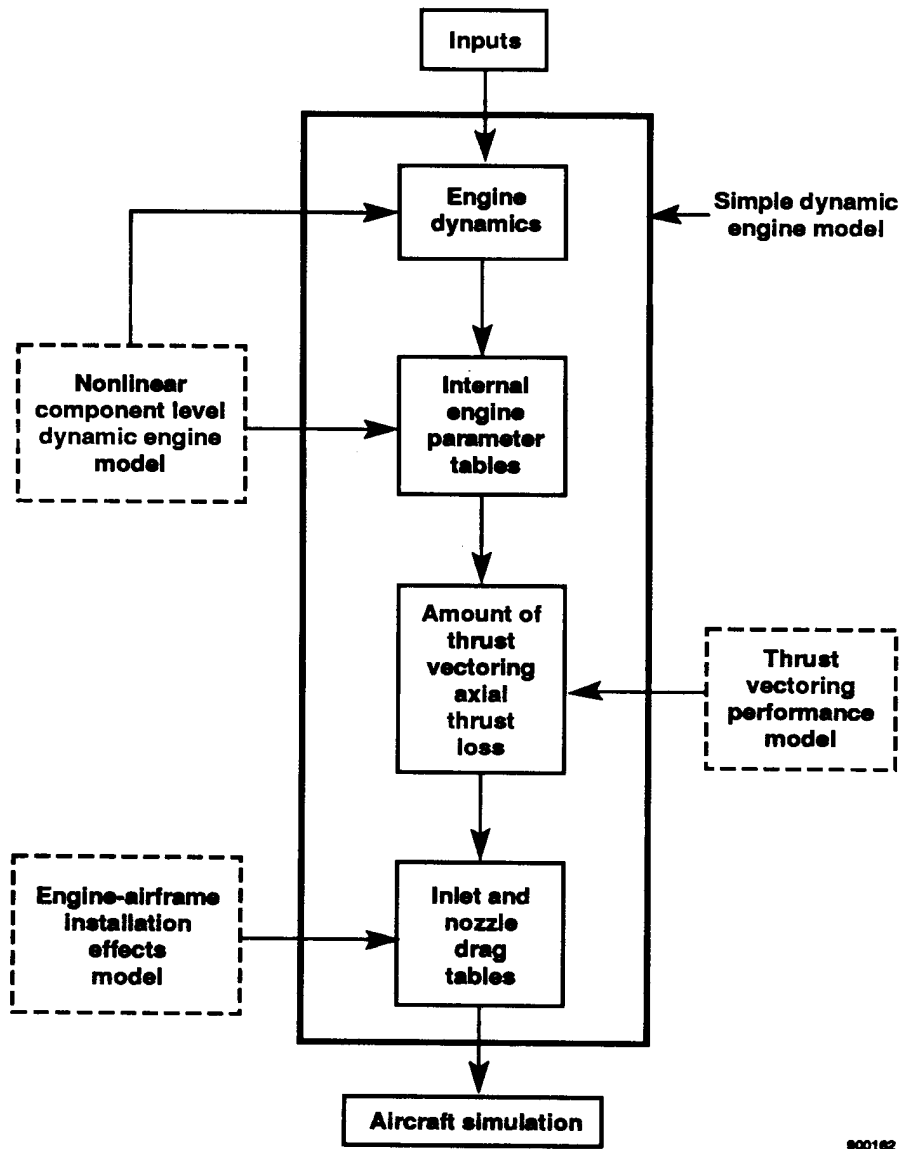 Inputs
Engine
dynamics
Simple dynamic
engine model
Nonlinear
component level
dynamic engine
model
Internal
engine
parameter
tables
Amount of
thrust
vectoring
axial
thrust
loss
Thrust
vectoring
performance
model
Engine-airframe
installation
effects
model
Inlet and
nozzle
drag
tables
Aircraft simulation
900162